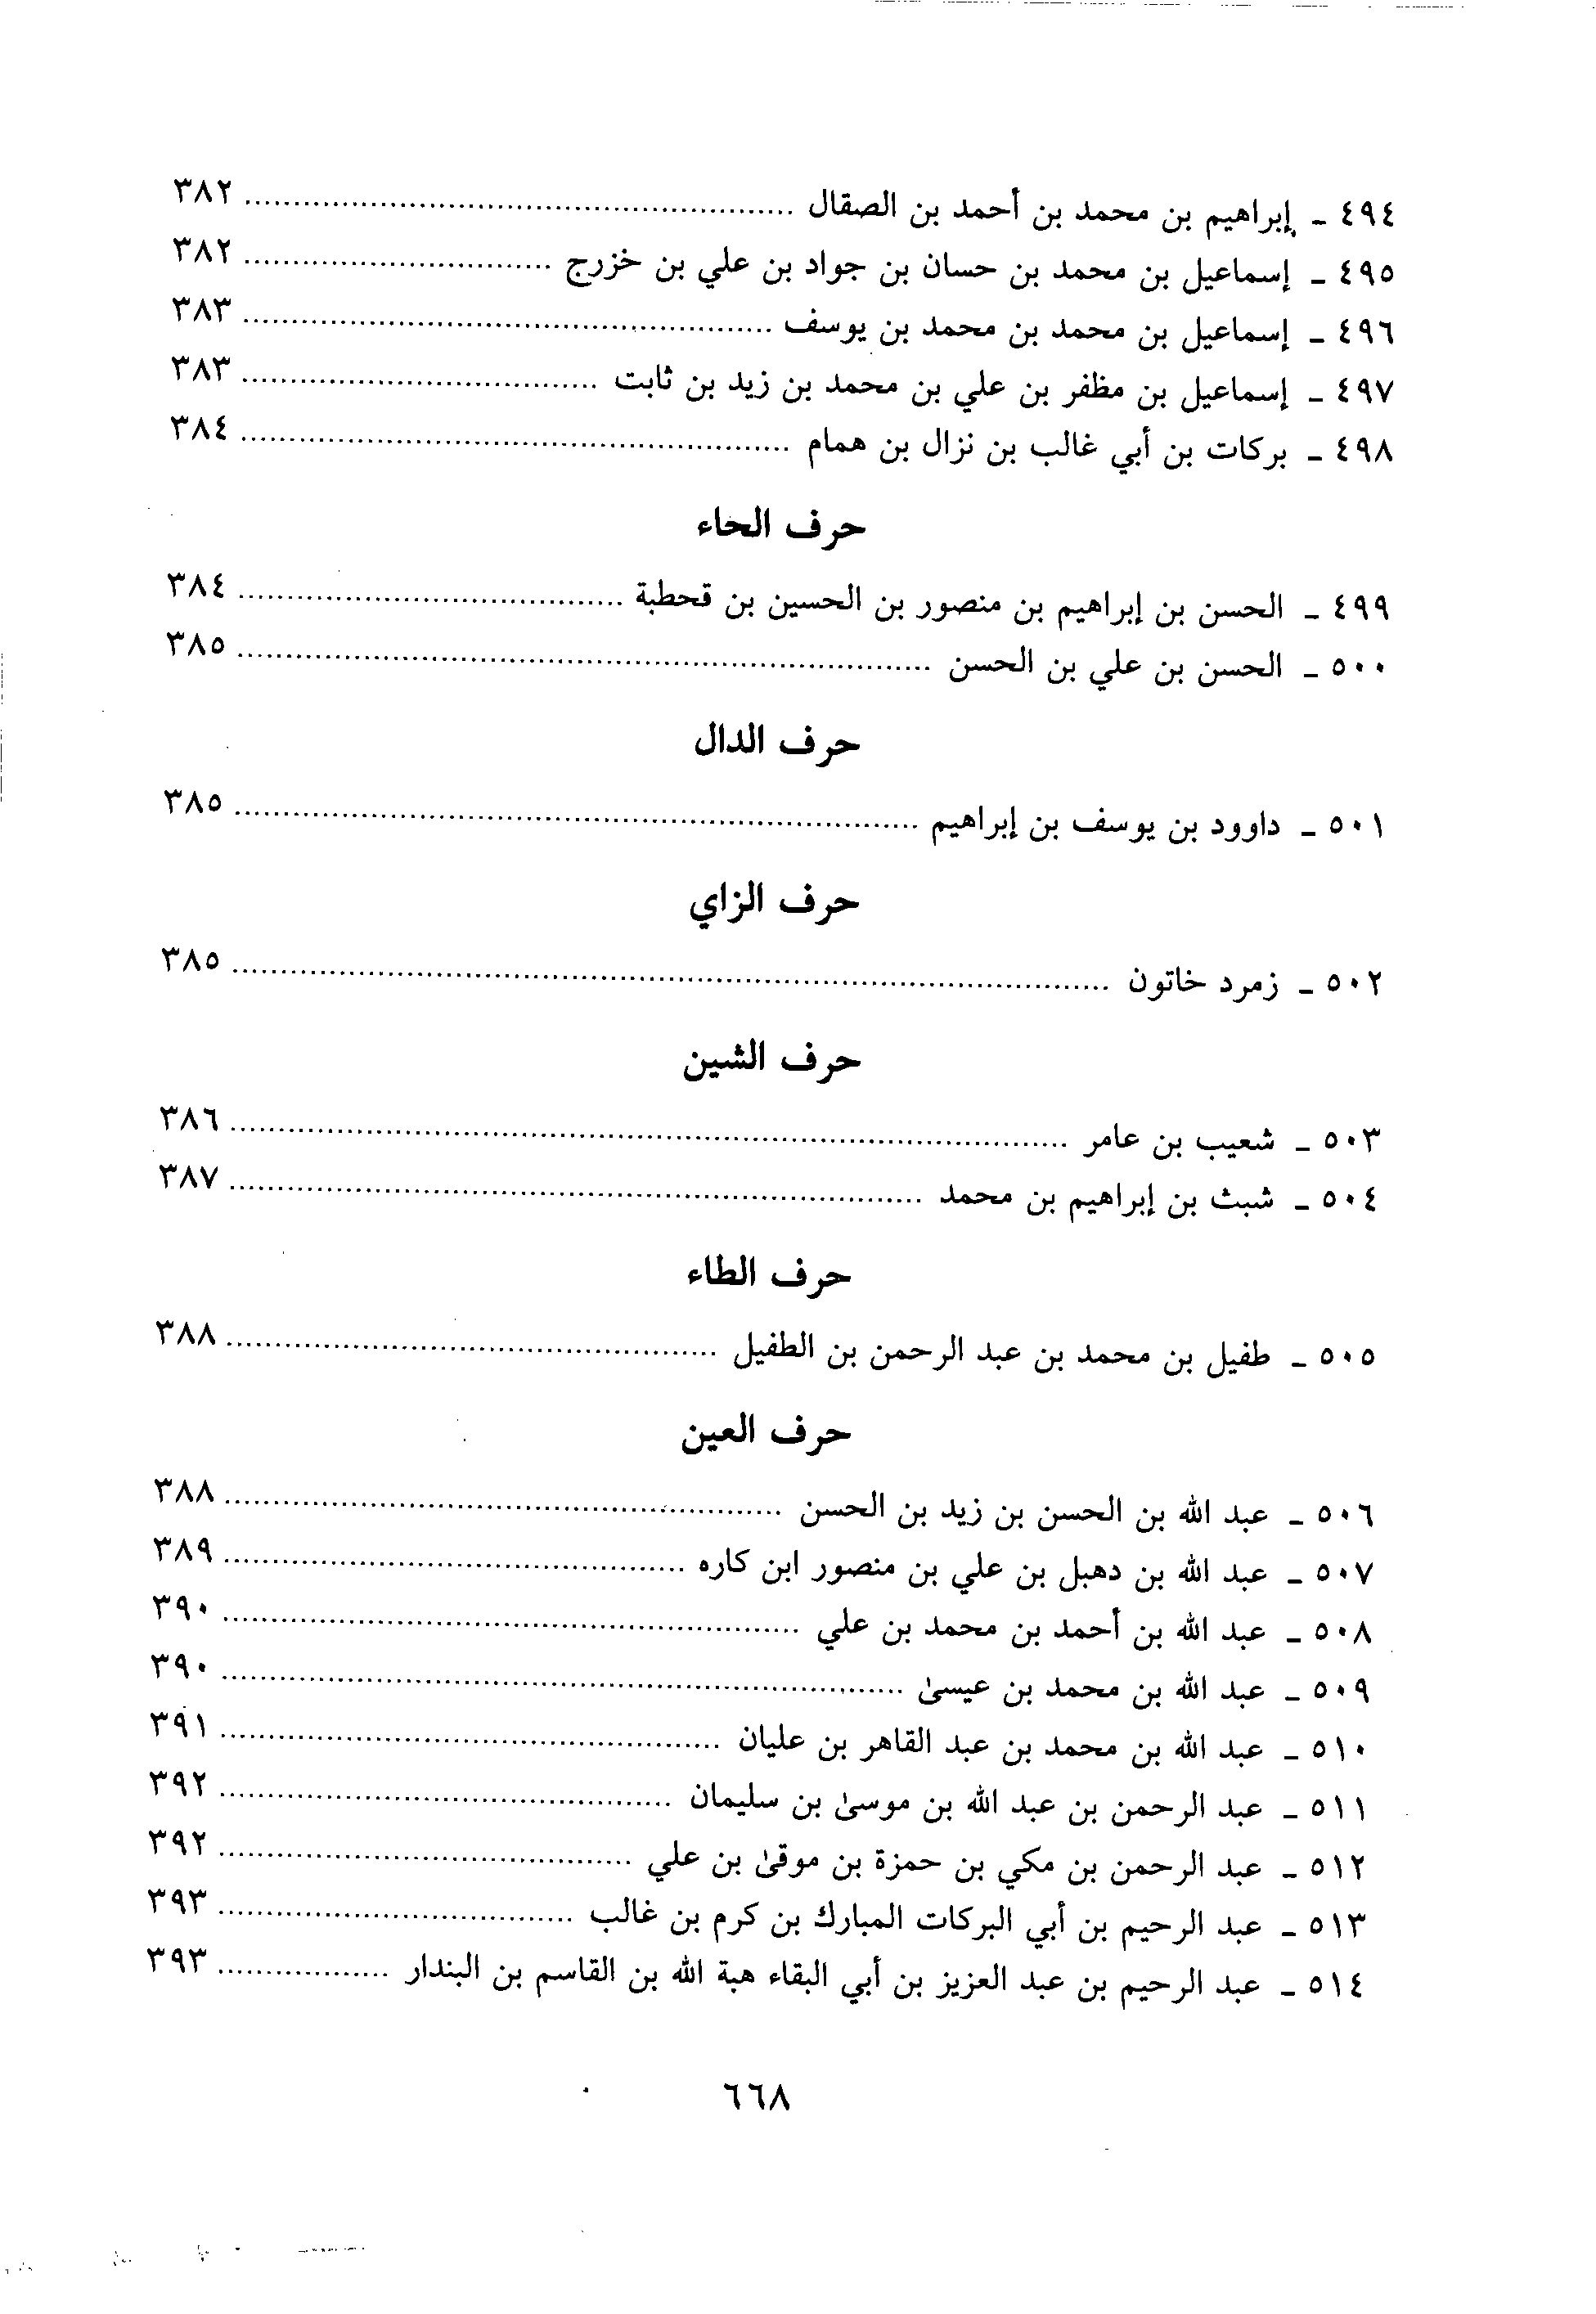 ٤٩٤ - إبراهيم بن محمد بن أحمد بن الصقال ........ ٣٨٢
٤٩٥ - إسماعيل بن محمد بن حسان بن جواد بن علي بن خزرج ........ ٣٨٢
٤٩٦ - إسماعيل بن محمد بن محمد بن يوسف ........ ٣٨٣
٤٩٧ - إسماعيل بن مظفر بن علي بن محمد بن زيد بن ثابت ........ ٣٨٣
٤٩٨ - بركات بن أبي غالب بن نزال بن همام ........ ٣٨٤
حرف الحاء
٤٩٩ - الحسن بن إبراهيم بن منصور بن الحسين بن قحطبة ........ ٣٨٤
٥٠٠ - الحسن بن علي بن الحسن ........ ٣٨٥
حرف الدال
٥٠١ - داوود بن يوسف بن إبراهيم ........ ٣٨٥
حرف الزاي
٥٠٢ - زمرد خاتون ........ ٣٨٥
حرف الشين
٥٠٣ - شعيب بن عامر ........ ٣٨٦
٥٠٤ - شبث بن إبراهيم بن محمد ........ ٣٨٧
حرف الطاء
٥٠٥ - طفيل بن محمد بن عبد الرحمن بن الطفيل ........ ٣٨٨
حرف العين
٥٠٦ - عبد الله بن الحسن بن زيد بن الحسن ........ ٣٨٨
٥٠٧ - عبد الله بن دهبل بن علي بن منصور ابن كاره ........ ٣٨٩
٥٠٨ - عبد الله بن أحمد بن محمد بن علي ........ ٣٩٠
٥٠٩ - عبد الله بن محمد بن عيسىٰ ........ ٣٩٠
٥١٠ - عبد الله بن محمد بن عبد القاهر بن عليان ........ ٣٩١
٥١١ - عبد الرحمن بن عبد الله بن موسىٰ بن سليمان ........ ٣٩٢
٥١٢ - عبد الرحمن بن مكي بن حمزة بن موقىٰ بن علي ........ ٣٩٢
٥١٣ - عبد الرحيم بن أبي البركات المبارك بن كرم بن غالب ........ ٣٩٣
٥١٤ - عبد الرحيم بن عبد العزيز بن أبي البقاء هبة الله بن القاسم بن البندار ........ ٣٩٣
٦٦٨